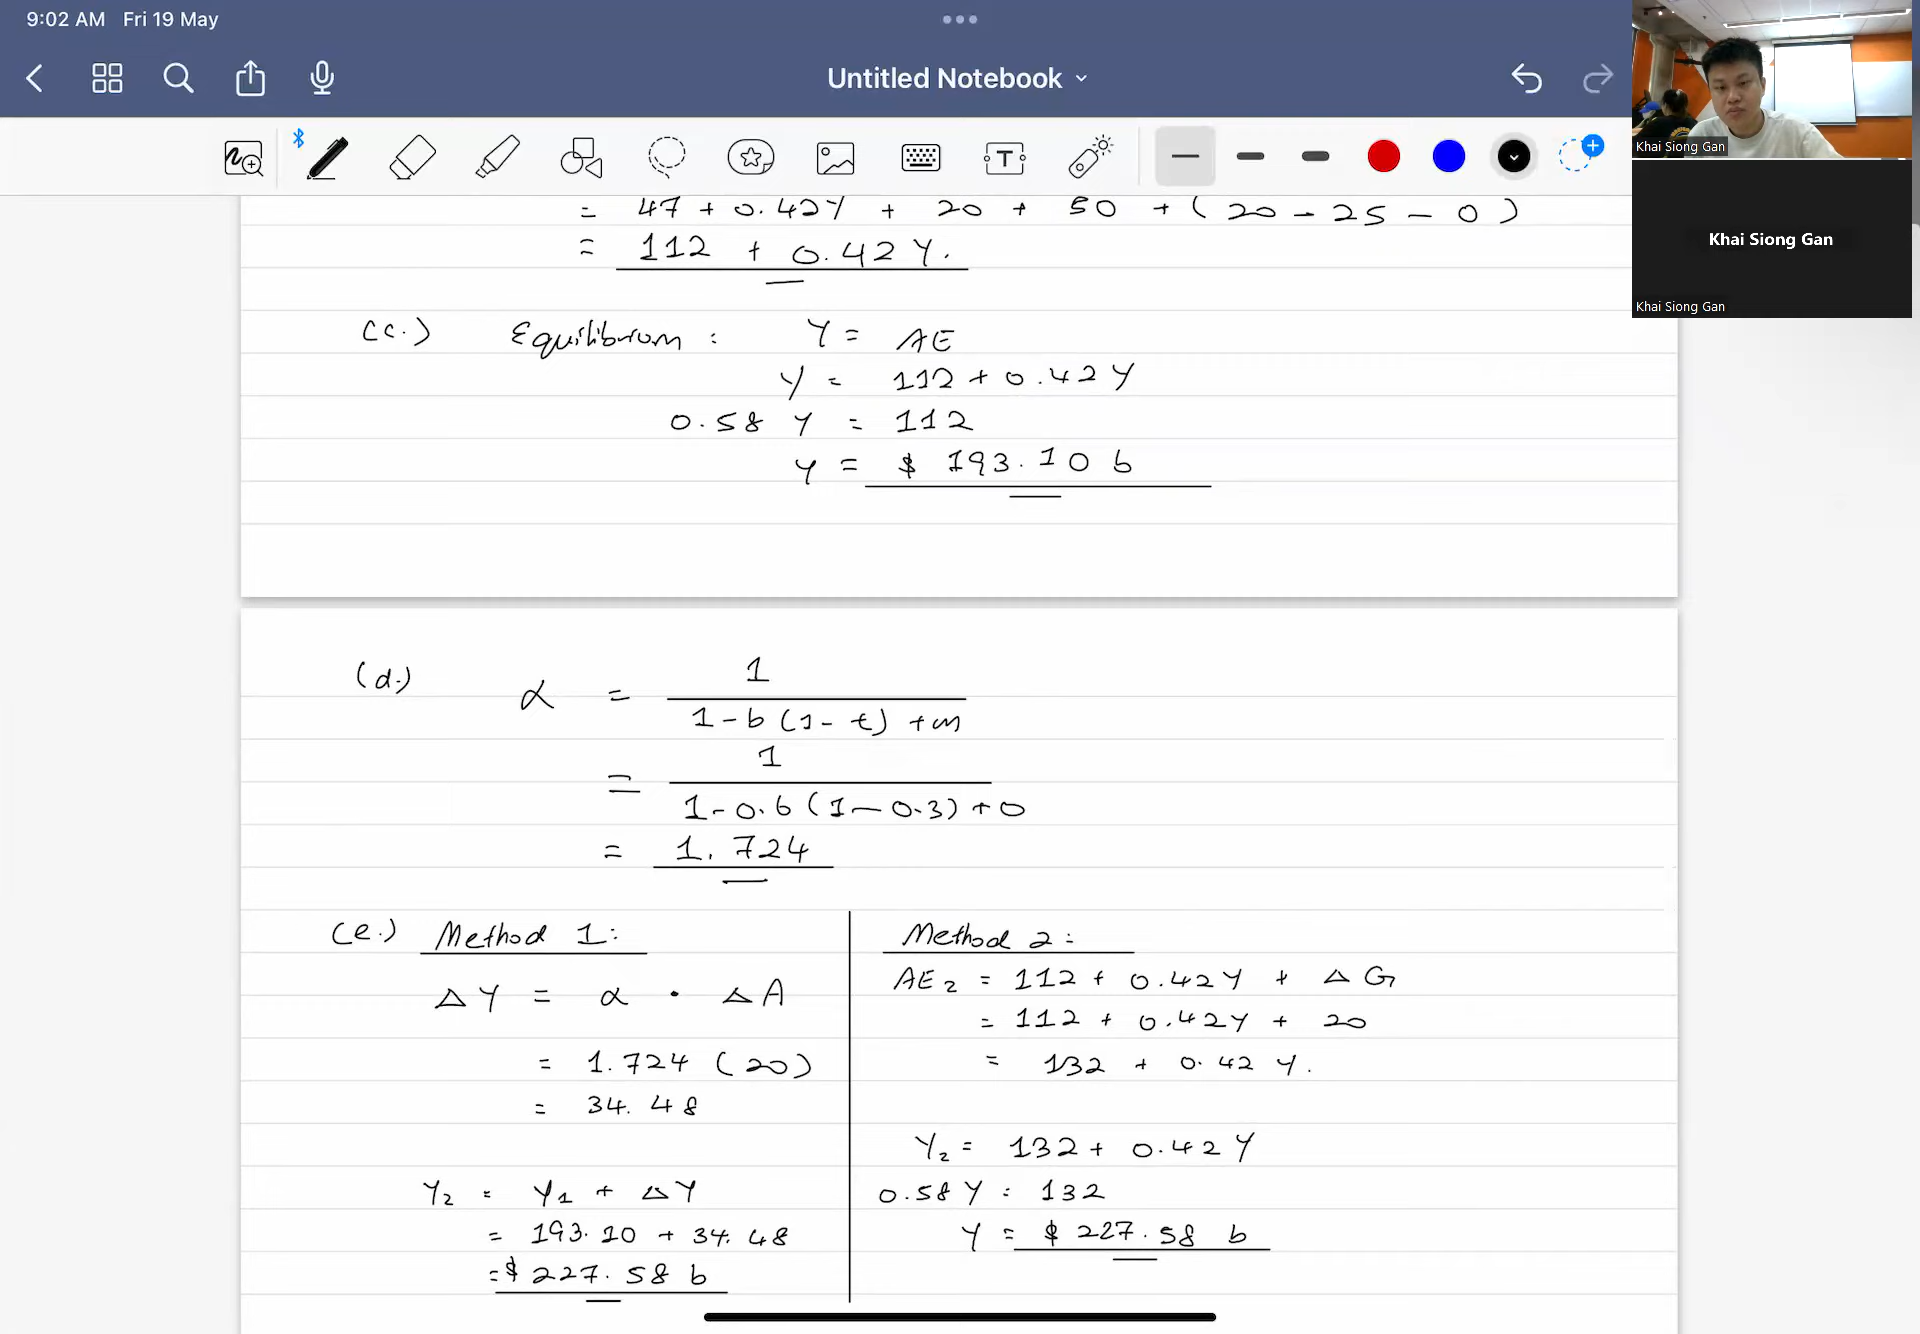 9:02 AM Fri 19 May
Untitled Notebook
Khai Siong Gan
Khai Siong Gan
Khai Siong Gan
= 47 + 0.42Y + 20 + 50 + (20 - 25 - 0)
= 112 + 0.42Y.
(c.) Equilibrium : Y = AE
Y = 112 + 0.42Y
0.58 Y = 112
Y = $ 193.10 b
(d.) α = 1
1 - b (1 - t) + m
= 1
1 - 0.6 (1 - 0.3) + 0
= 1.724
(e.) Method 1:
ΔY = α · ΔA
= 1.724 (20)
= 34.48
Y2 = Y1 + ΔY
= 193.10 + 34.48
= $ 227.58 b
Method 2:
AE2 = 112 + 0.42Y + ΔG
= 112 + 0.42Y + 20
= 132 + 0.42 Y.
Y2 = 132 + 0.42Y
0.58Y = 132
Y = $ 227.58 b